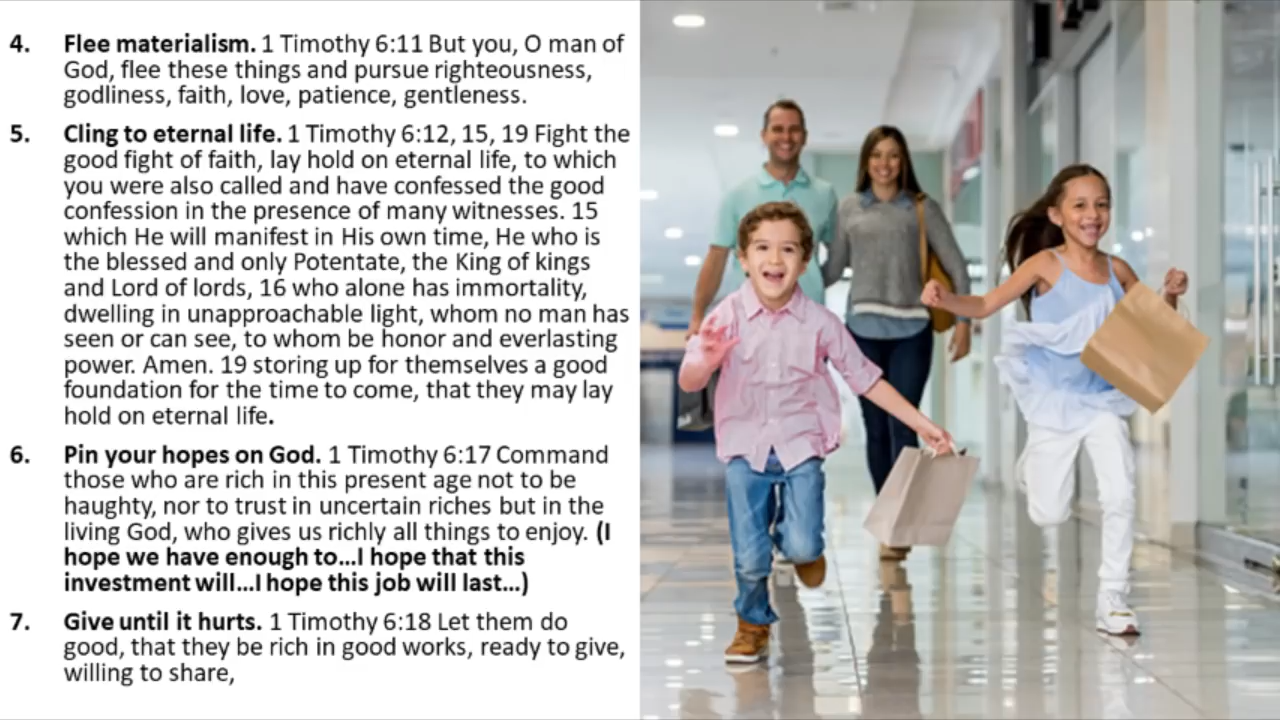 4. Flee materialism. 1 Timothy 6:11 But you, O man of
God, flee these things and pursue righteousness,
godliness, faith, love, patience, gentleness.
5. Cling to eternal life. 1 Timothy 6:12, 15, 19 Fight the
good fight of faith, lay hold on eternal life, to which
you were also called and have confessed the good
confession in the presence of many witnesses. 15
which He will manifest in His own time, He who is
the blessed and only Potentate, the King of kings
and Lord of lords, 16 who alone has immortality,
dwelling in unapproachable light, whom no man has
seen or can see, to whom be honor and everlasting
power. Amen. 19 storing up for themselves a good
foundation for the time to come, that they may lay
hold on eternal life.
6. Pin your hopes on God. 1 Timothy 6:17 Command
those who are rich in this present age not to be
haughty, nor to trust in uncertain riches but in the
living God, who gives us richly all things to enjoy. (I
hope we have enough to...I hope that this
investment will...I hope this job will last...)
7. Give until it hurts. 1 Timothy 6:18 Let them do
good, that they be rich in good works, ready to give,
willing to share,